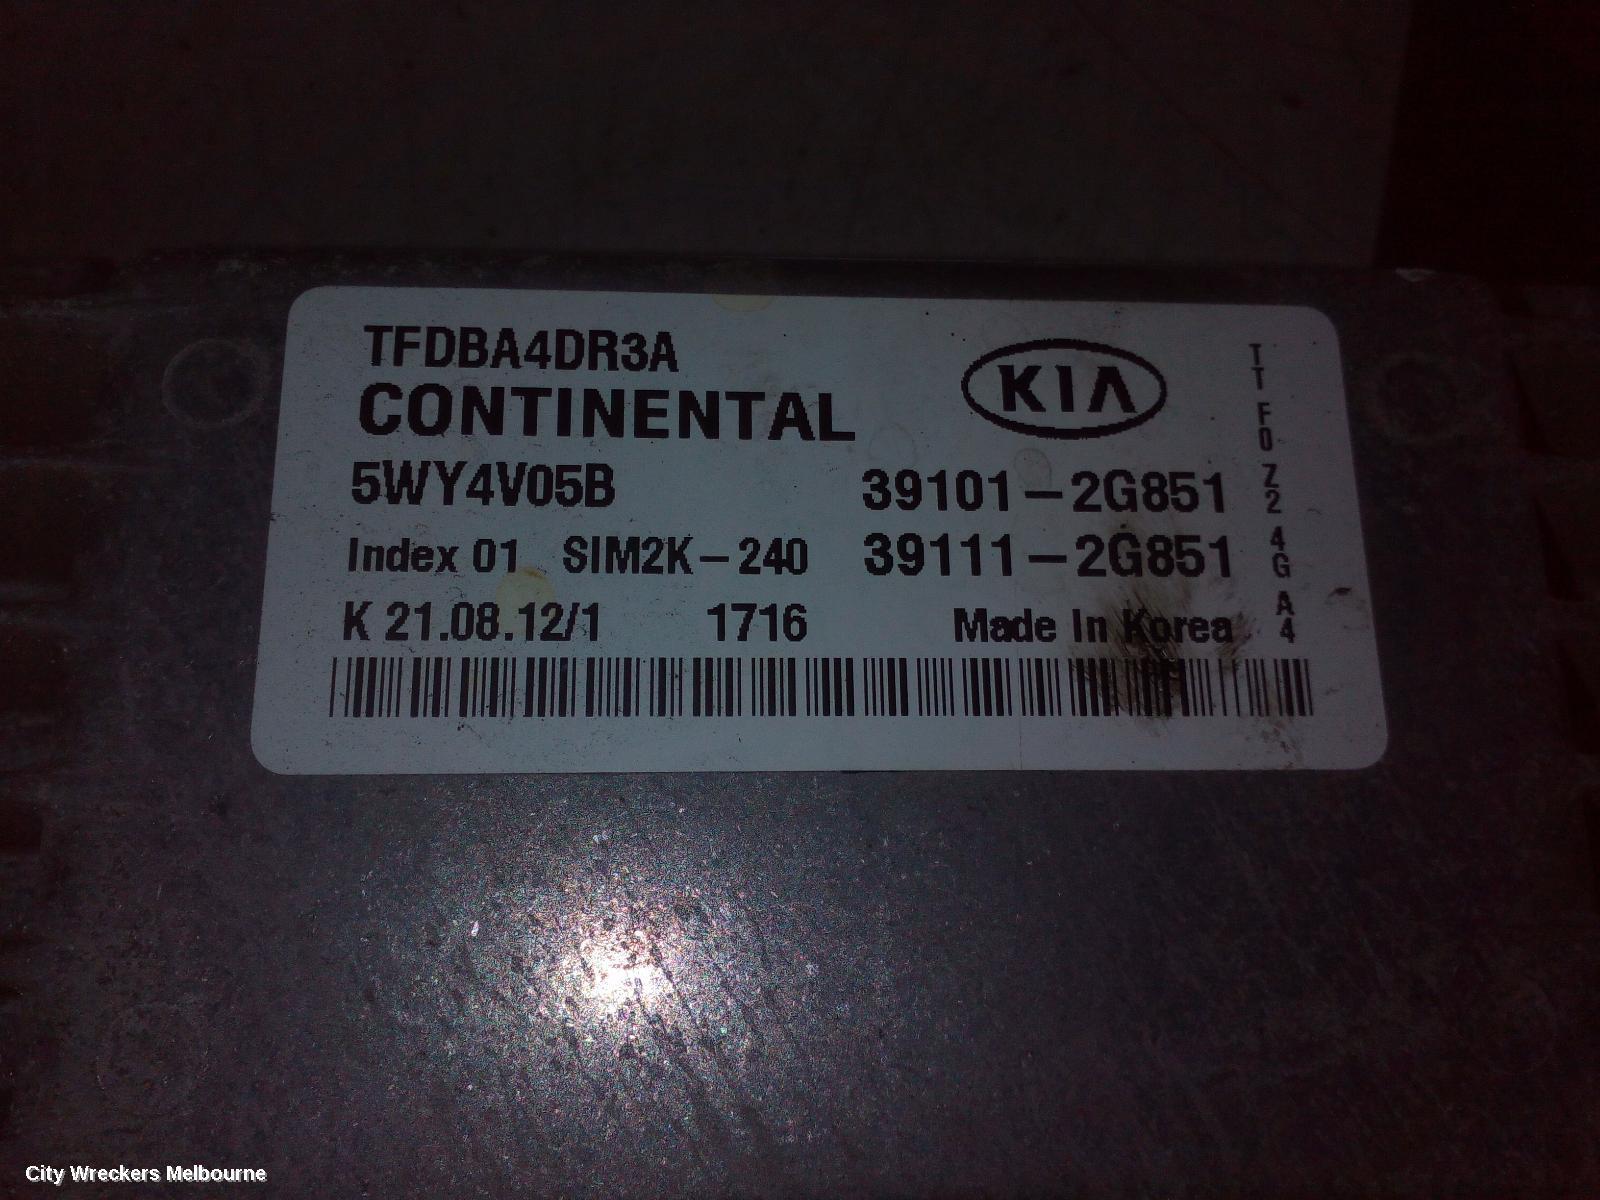 TFDBA4DR3A
CONTINENTAL
KIA
5WY4V05B 39101-2G851
Index 01 SIM2K-240 39111-2G851
K 21.08.12/1 1716 Made In Korea
TT F0 Z2 4G A4
City Wreckers Melbourne